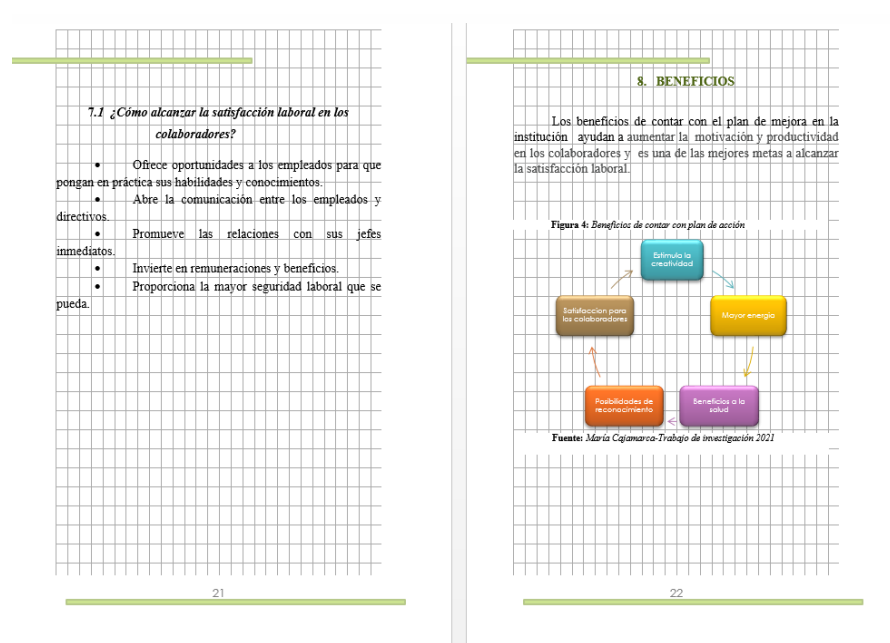 7.1 ¿Cómo alcanzar la satisfacción laboral en los
colaboradores?
• Ofiece oportunidades a los empleados para que
pongan en práctica sus habilidades y conocimientos.
• Abre la comunicación entre los empleados y
directivos.
• Promueve las relaciones con sus jefes
inmediatos.
• Invierte en remuneraciones y beneficios.
• Proporciona la mayor seguridad laboral que se
pueda.
21
8. BENEFICIOS
Los beneficios de contar con el plan de mejora en la
institución ayudan a aumentar la motivación y productividad
en los colaboradores y es una de las mejores metas a alcanzar
la satisfacción laboral.
Figura 4: Beneficios de contar con plan de acción
Estimula la
creatividad
Mayor energía
Beneficios a la
salud
Posibilidades de
reconocimiento
Satisfaccion para
los colaboradores
Fuente: María Cajamarca-Trabajo de investigación 2021
22